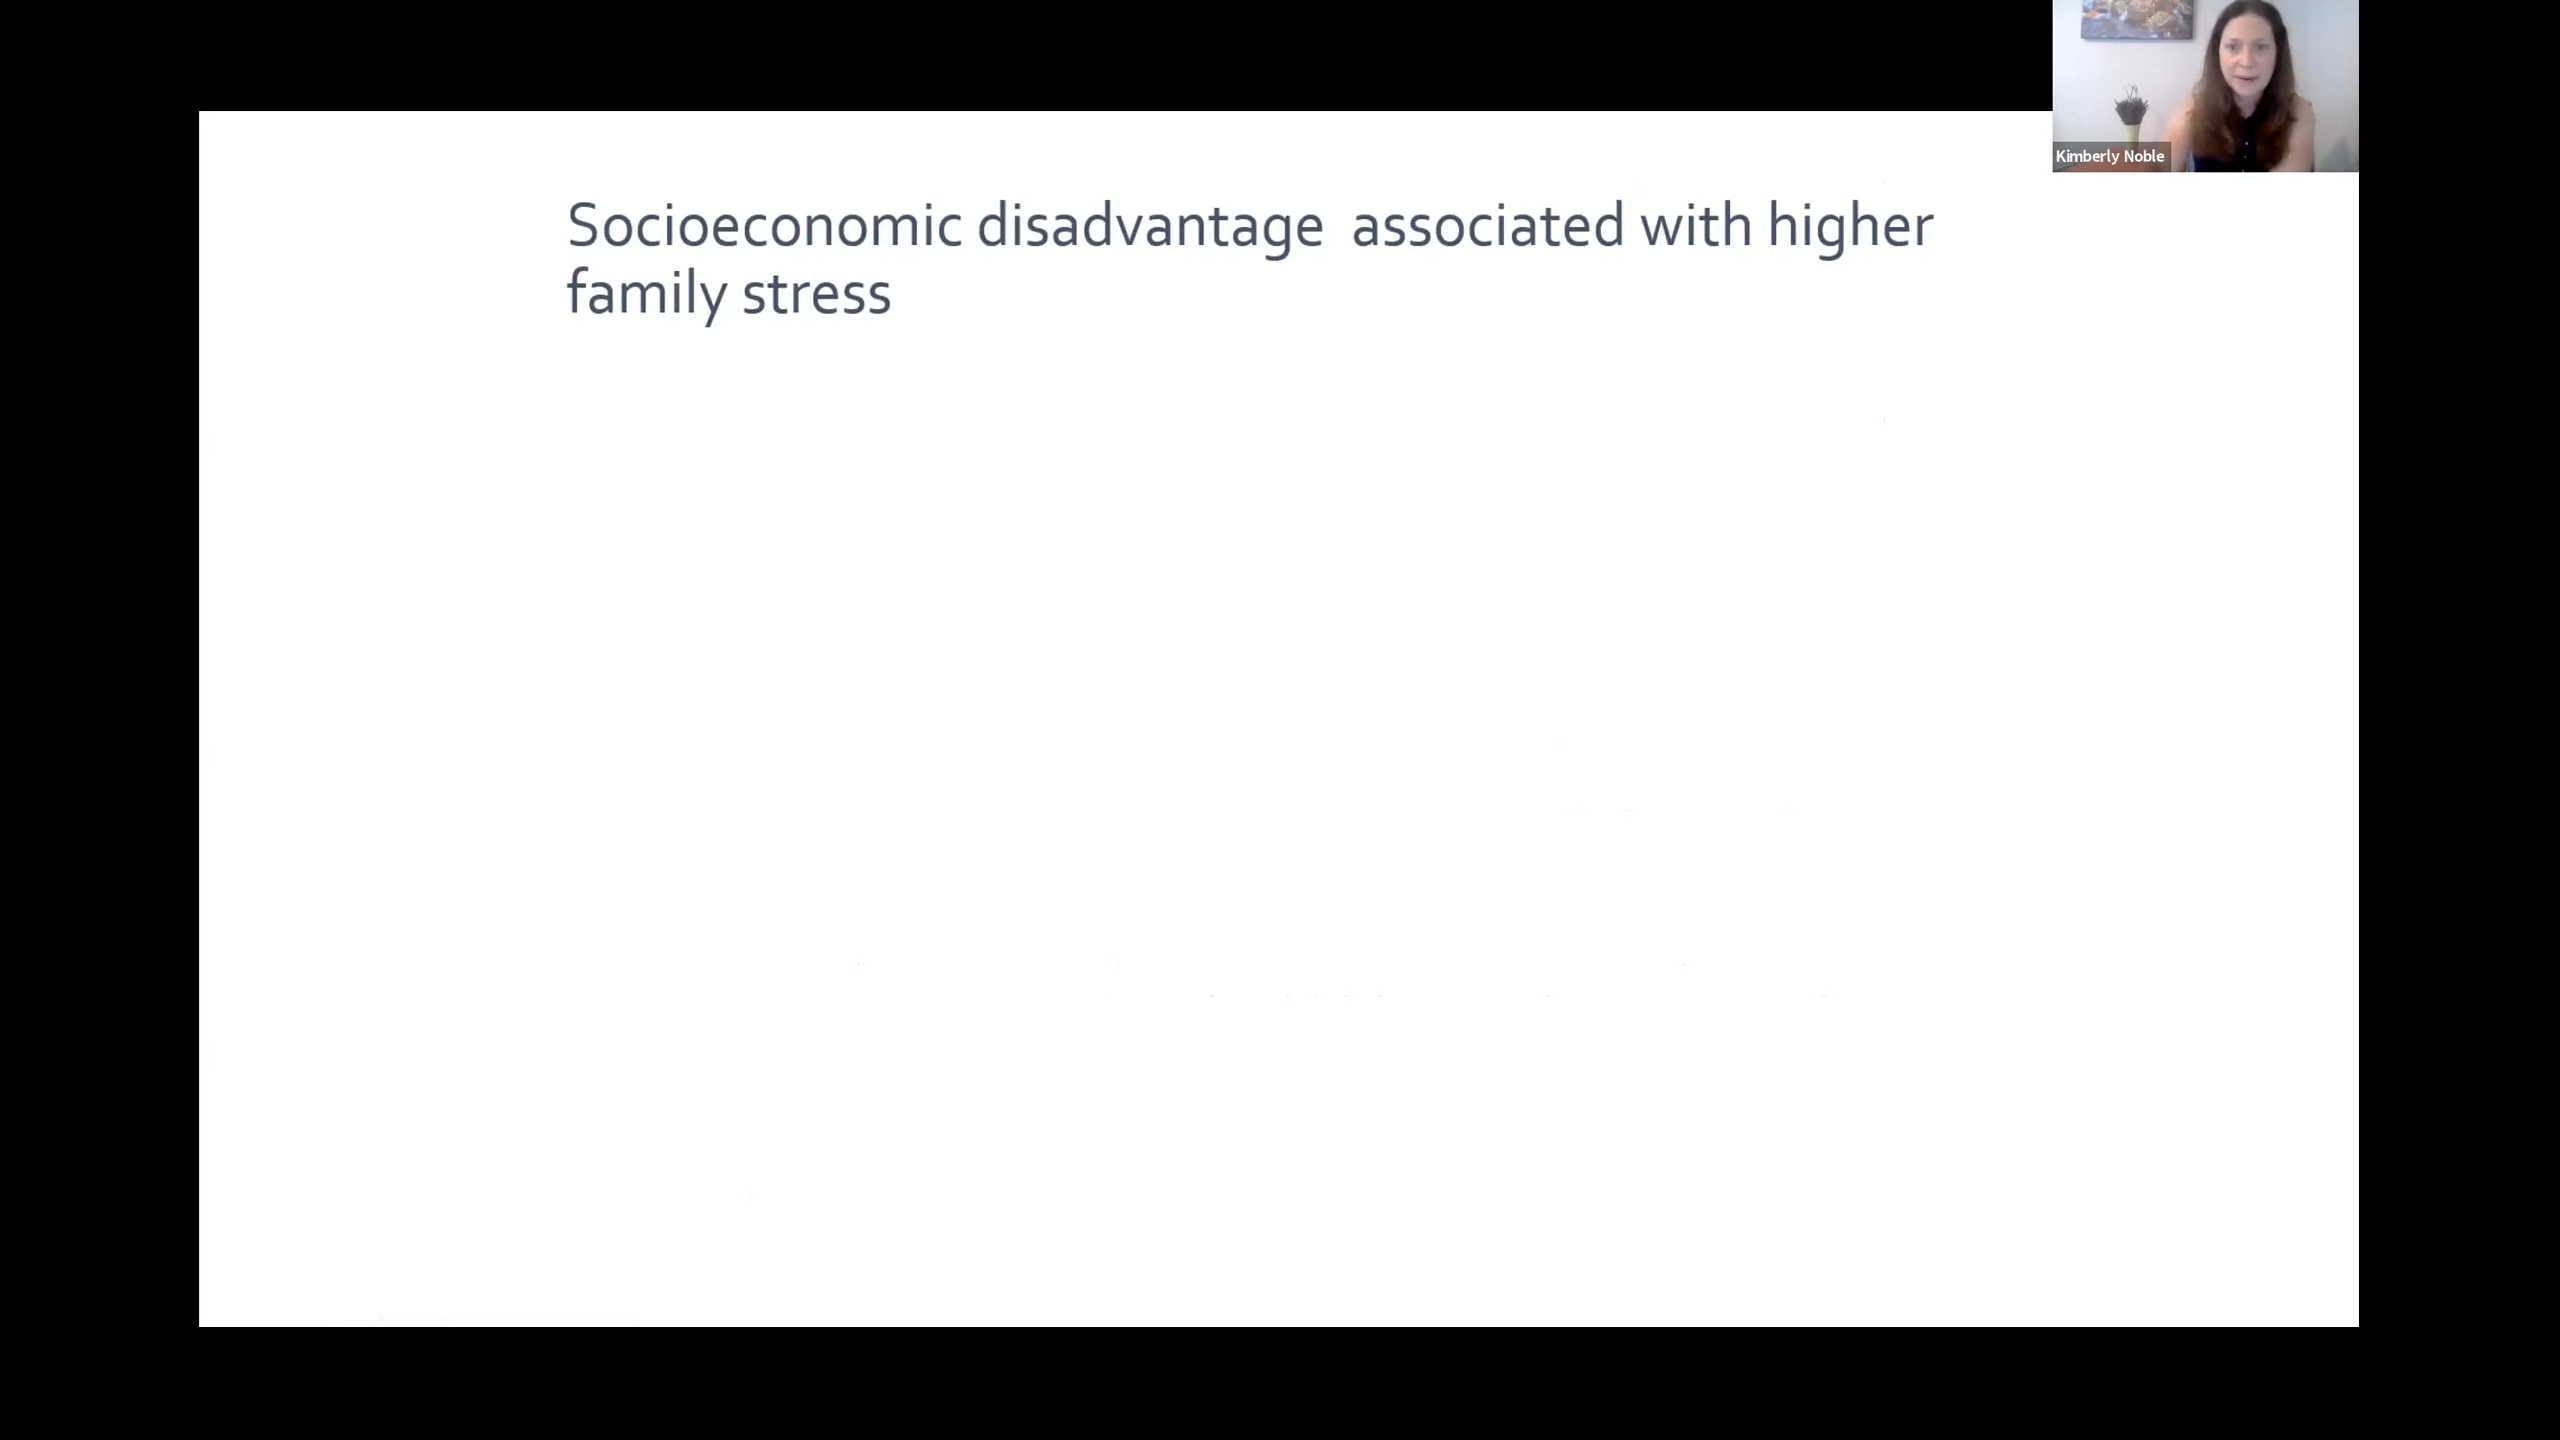 Kimberly Noble
Socioeconomic disadvantage  associated with higher
family stress